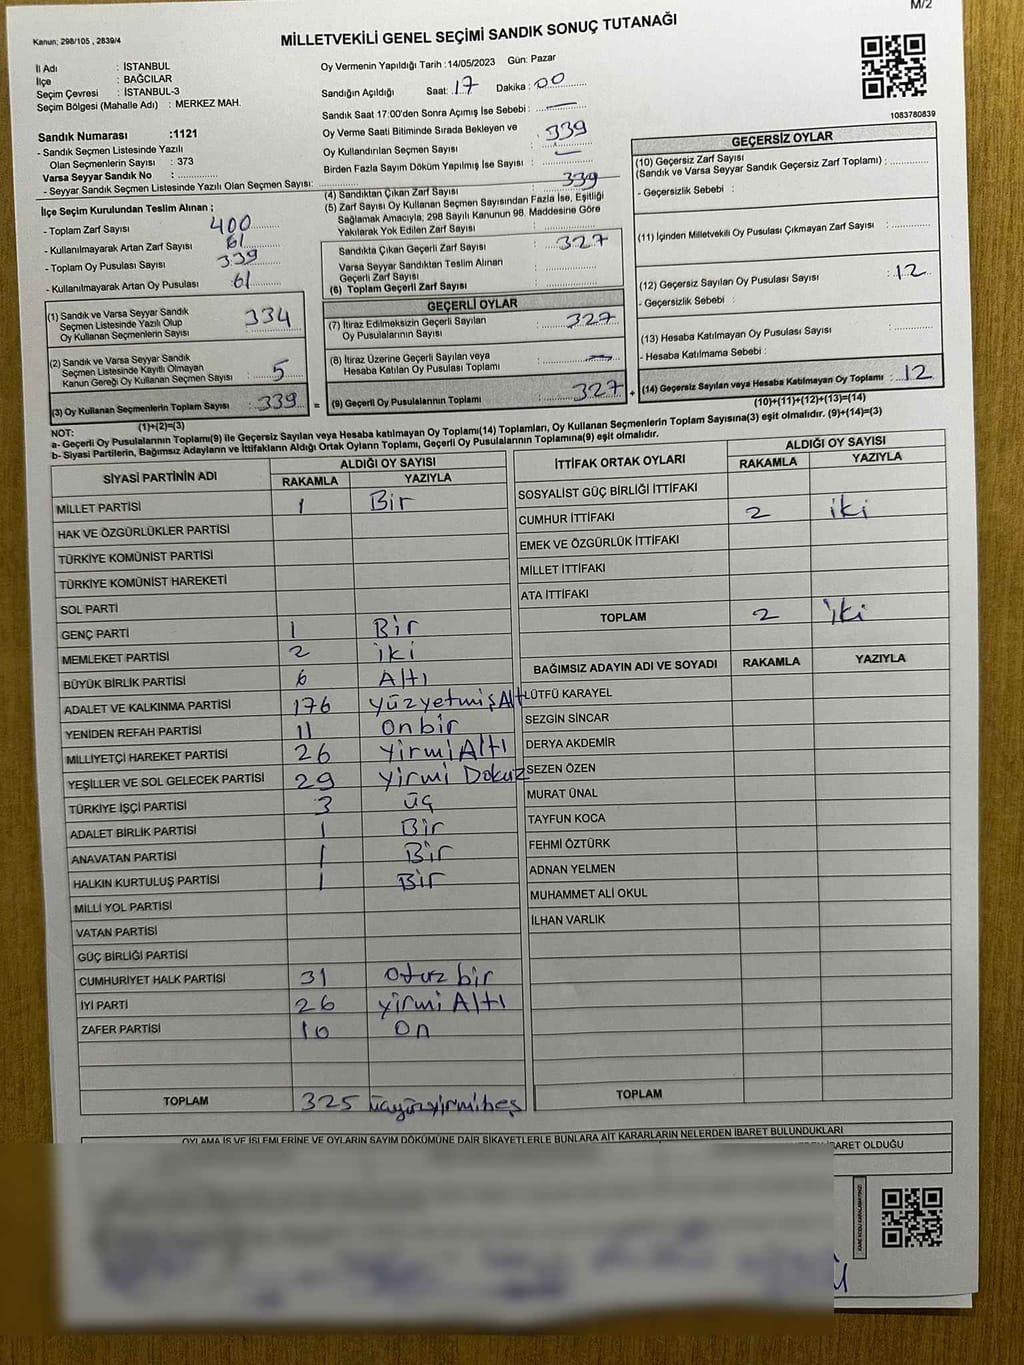 M/2
Kanun; 298/105 , 2839/4
MİLLETVEKİLİ GENEL SEÇİMİ SANDIK SONUÇ TUTANAĞI
İl Adı : İSTANBUL
İlçe : BAĞCILAR
Seçim Çevresi : İSTANBUL-3
Seçim Bölgesi (Mahalle Adı) : MERKEZ MAH.
Oy Vermenin Yapıldığı Tarih :14/05/2023 Gün: Pazar
Sandığın Açıldığı Saat: 17 Dakika : 00
Sandık Saat 17:00'den Sonra Açımış İse Sebebi : —
Oy Verme Saati Bitiminde Sırada Bekleyen ve
Oy Kullandırılan Seçmen Sayısı : 339
Birden Fazla Sayım Döküm Yapılmış İse Sayısı : —
1083780839
Sandık Numarası :1121
- Sandık Seçmen Listesinde Yazılı
Olan Seçmenlerin Sayısı : 373
Varsa Seyyar Sandık No :
- Seyyar Sandık Seçmen Listesinde Yazılı Olan Seçmen Sayısı:
İlçe Seçim Kurulundan Teslim Alınan ;
- Toplam Zarf Sayısı 400
- Kullanılmayarak Artan Zarf Sayısı 61
- Toplam Oy Pusulası Sayısı 339
- Kullanılmayarak Artan Oy Pusulası :61
(1) Sandık ve Varsa Seyyar Sandık
Seçmen Listesinde Yazılı Olup
Oy Kullanan Seçmenlerin Sayısı : 334
(2) Sandık ve Varsa Seyyar Sandık
Seçmen Listesinde Kayıtlı Olmayan
Kanun Gereği Oy Kullanan Seçmen Sayısı : 5
(3) Oy Kullanan Seçmenlerin Toplam Sayısı : 339
(1)+(2)=(3)
(4) Sandıktan Çıkan Zarf Sayısı : 339
(5) Zarf Sayısı Oy Kullanan Seçmen Sayısından Fazla İse, Eşitliği
Sağlamak Amacıyla; 298 Sayılı Kanunun 98. Maddesine Göre
Yakılarak Yok Edilen Zarf Sayısı :
Sandıkta Çıkan Geçerli Zarf Sayısı : 327
Varsa Seyyar Sandıktan Teslim Alınan
Geçerli Zarf Sayısı :
(6) Toplam Geçerli Zarf Sayısı :
GEÇERLİ OYLAR
(7) İtiraz Edilmeksizin Geçerli Sayılan
Oy Pusulalarının Sayısı : 327
(8) İtiraz Üzerine Geçerli Sayılan veya
Hesaba Katılan Oy Pusulası Toplamı : —
= (9) Geçerli Oy Pusulalarının Toplamı : 327
GEÇERSİZ OYLAR
(10) Geçersiz Zarf Sayısı
(Sandık ve Varsa Seyyar Sandık Geçersiz Zarf Toplamı) :
- Geçersizlik Sebebi :
(11) İçinden Milletvekili Oy Pusulası Çıkmayan Zarf Sayısı :
(12) Geçersiz Sayılan Oy Pusulası Sayısı : 12
- Geçersizlik Sebebi :
(13) Hesaba Katılmayan Oy Pusulası Sayısı :
- Hesaba Katılmama Sebebi :
+ (14) Geçersiz Sayılan veya Hesaba Katılmayan Oy Toplamı : 12
(10)+(11)+(12)+(13)=(14)
NOT:
a- Geçerli Oy Pusulalarının Toplamı(9) ile Geçersiz Sayılan veya Hesaba katılmayan Oy Toplamı(14) Toplamları, Oy Kullanan Seçmenlerin Toplam Sayısına(3) eşit olmalıdır. (9)+(14)=(3)
b- Siyasi Partilerin, Bağımsız Adayların ve İttifakların Aldığı Ortak Oyların Toplamı, Geçerli Oy Pusulalarının Toplamına(9) eşit olmalıdır.
SİYASİ PARTİNİN ADI ALDIĞI OY SAYISI
RAKAMLA YAZIYLA
MİLLET PARTİSİ 1 Bir
HAK VE ÖZGÜRLÜKLER PARTİSİ
TÜRKİYE KOMÜNİST PARTİSİ
TÜRKİYE KOMÜNİST HAREKETİ
SOL PARTİ
GENÇ PARTİ 1 Bir
MEMLEKET PARTİSİ 2 iki
BÜYÜK BİRLİK PARTİSİ 6 Altı
ADALET VE KALKINMA PARTİSİ 176 YüzyetmişAltı
YENİDEN REFAH PARTİSİ 11 Onbir
MİLLİYETÇİ HAREKET PARTİSİ 26 YirmiAltı
YEŞİLLER VE SOL GELECEK PARTİSİ 29 Yirmi Dokuz
TÜRKİYE İŞÇİ PARTİSİ 3 üç
ADALET BİRLİK PARTİSİ 1 Bir
ANAVATAN PARTİSİ 1 Bir
HALKIN KURTULUŞ PARTİSİ 1 Bir
MİLLİ YOL PARTİSİ
VATAN PARTİSİ
GÜÇ BİRLİĞİ PARTİSİ
CUMHURİYET HALK PARTİSİ 31 Otuz bir
İYİ PARTİ 26 Yirmi Altı
ZAFER PARTİSİ 10 On
TOPLAM 325 üçyüzyirmibeş
İTTİFAK ORTAK OYLARI ALDIĞI OY SAYISI
RAKAMLA YAZIYLA
SOSYALİST GÜÇ BİRLİĞİ İTTİFAKI
CUMHUR İTTİFAKI 2 iki
EMEK VE ÖZGÜRLÜK İTTİFAKI
MİLLET İTTİFAKI
ATA İTTİFAKI
TOPLAM 2 iki
BAĞIMSIZ ADAYIN ADI VE SOYADI RAKAMLA YAZIYLA
LÜTFÜ KARAYEL
SEZGİN SİNCAR
DERYA AKDEMİR
SEZEN ÖZEN
MURAT ÜNAL
TAYFUN KOCA
FEHMİ ÖZTÜRK
ADNAN YELMEN
MUHAMMET ALİ OKUL
İLHAN VARLIK
TOPLAM
OYLAMA İŞ VE İŞLEMLERİNE VE OYLARIN SAYIM DÖKÜMÜNE DAİR ŞİKAYETLERLE BUNLARA AİT KARARLARIN NELERDEN İBARET BULUNDUKLARI
İBARET OLDUĞU